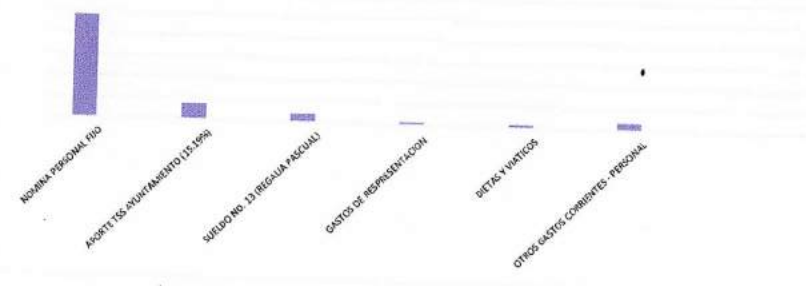 NOMINA PERSONAL FIJO
APORTE TSS AYUNTAMIENTO (15.19%)
SUELDO NO. 13 (REGALIA PASCUAL)
GASTOS DE RESPRESENTACION
DIETAS Y VIATICOS
OTROS GASTOS CORRIENTES - PERSONAL